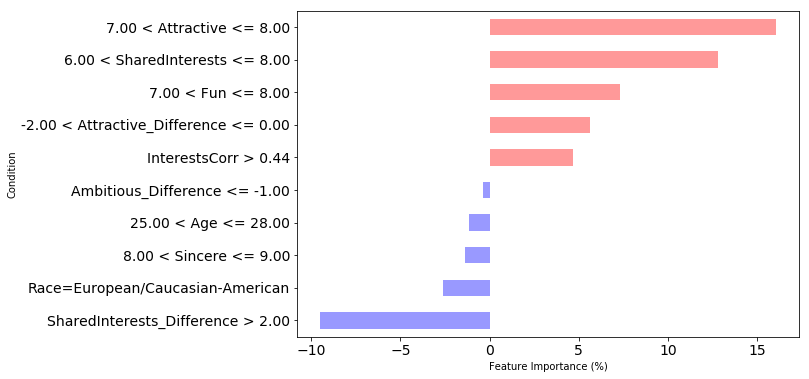 7.00 < Attractive <= 8.00
6.00 < SharedInterests <= 8.00
7.00 < Fun <= 8.00
-2.00 < Attractive_Difference <= 0.00
InterestsCorr > 0.44
Ambitious_Difference <= -1.00
25.00 < Age <= 28.00
8.00 < Sincere <= 9.00
Race=European/Caucasian-American
SharedInterests_Difference > 2.00
Condition
−10 −5 0 5 10 15
Feature Importance (%)